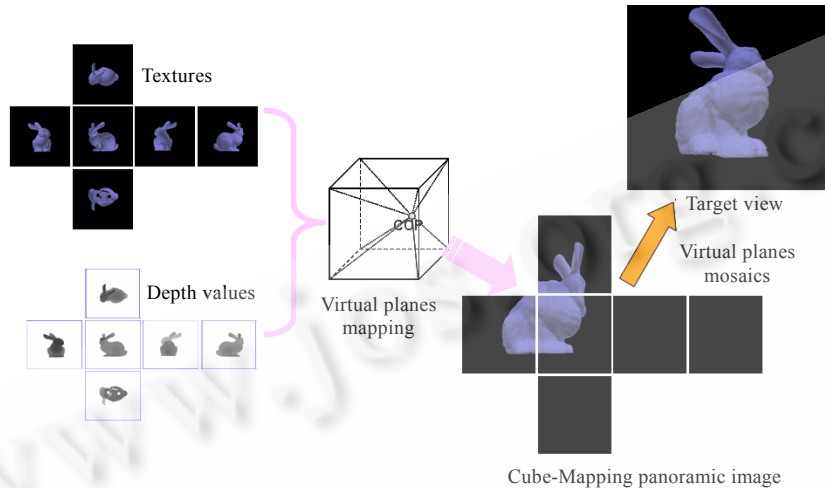 Textures
Depth values
COP
Virtual planes
mapping
Target view
Virtual planes
mosaics
Cube-Mapping panoramic image